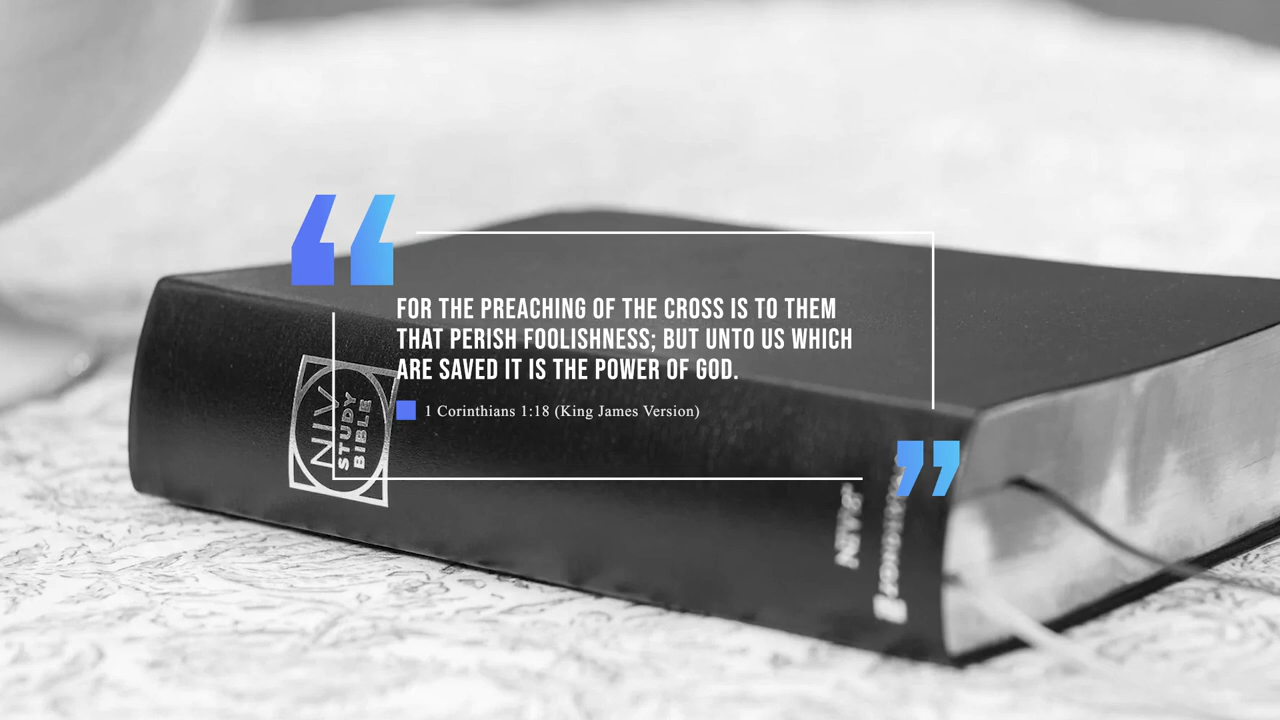 FOR THE PREACHING OF THE CROSS IS TO THEM
THAT PERISH FOOLISHNESS; BUT UNTO US WHICH
ARE SAVED IT IS THE POWER OF GOD.
1 Corinthians 1:18 (King James Version)
NIV
STUDY
BIBLE
NIV